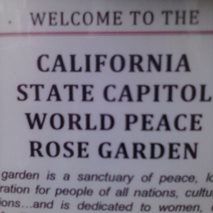 WELCOME TO THE
CALIFORNIA
STATE CAPITOL
WORLD PEACE
ROSE GARDEN
garden is a sanctuary of peace,
for people of all nations,
and is dedicated to women,